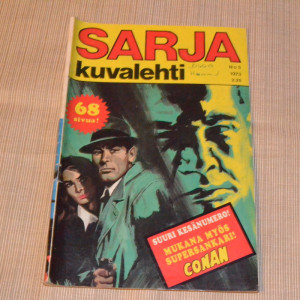 SARJA
kuvalehti
1973
68
sivua!
SUURI KESÄNUMERO!
MUKANA MYÖS
SUPERSANKARI!
CONAN